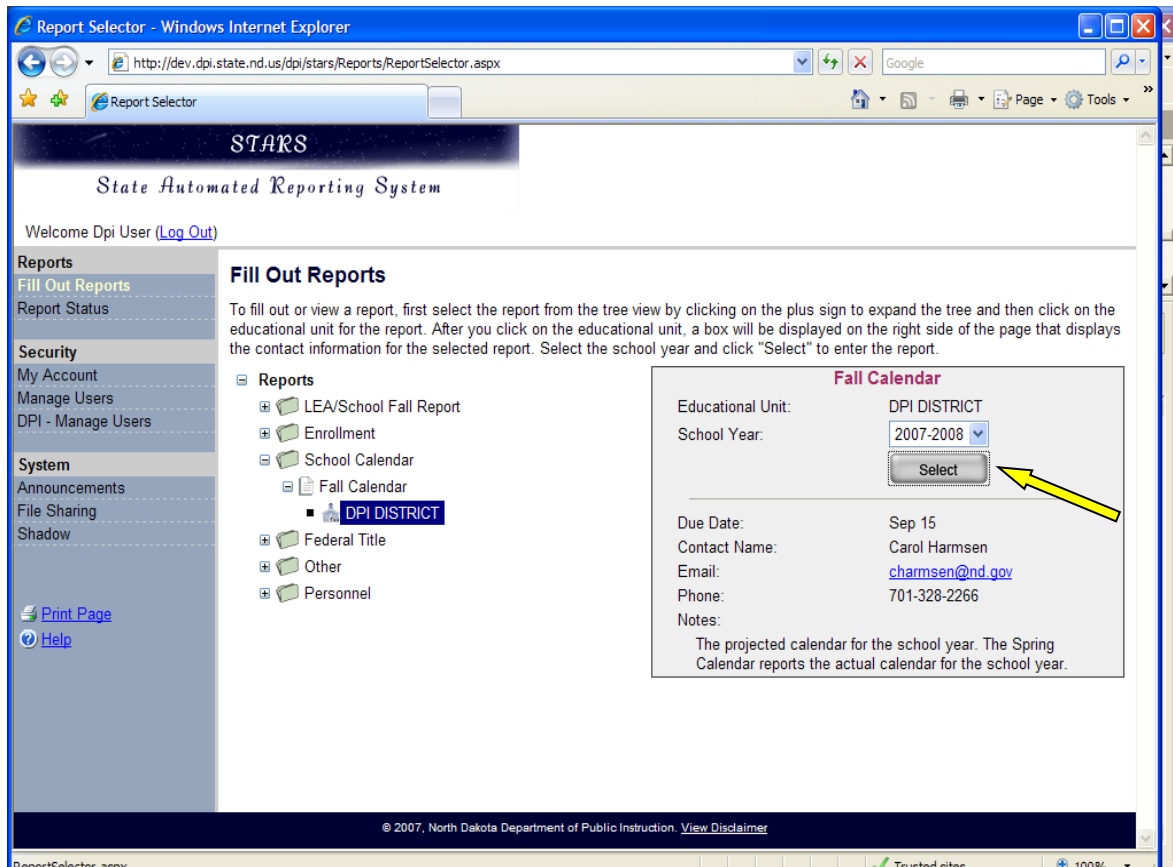 Report Selector - Windows Internet Explorer
http://dev.dpi.state.nd.us/dpi/stars/Reports/ReportSelector.aspx
Google
Report Selector
Page
Tools
»
STARS
State Automated Reporting System
Welcome Dpi User (Log Out)
Reports
Fill Out Reports
Report Status
Security
My Account
Manage Users
DPI - Manage Users
System
Announcements
File Sharing
Shadow
Print Page
Help
Fill Out Reports
To fill out or view a report, first select the report from the tree view by clicking on the plus sign to expand the tree and then click on the
educational unit for the report. After you click on the educational unit, a box will be displayed on the right side of the page that displays
the contact information for the selected report. Select the school year and click "Select" to enter the report.
Reports
LEA/School Fall Report
Enrollment
School Calendar
Fall Calendar
DPI DISTRICT
Federal Title
Other
Personnel
Fall Calendar
Educational Unit: DPI DISTRICT
School Year: 2007-2008
Select
Due Date: Sep 15
Contact Name: Carol Harmsen
Email: charmsen@nd.gov
Phone: 701-328-2266
Notes:
The projected calendar for the school year. The Spring
Calendar reports the actual calendar for the school year.
© 2007, North Dakota Department of Public Instruction. View Disclaimer
ReportSelector.aspx
Trusted sites
100%